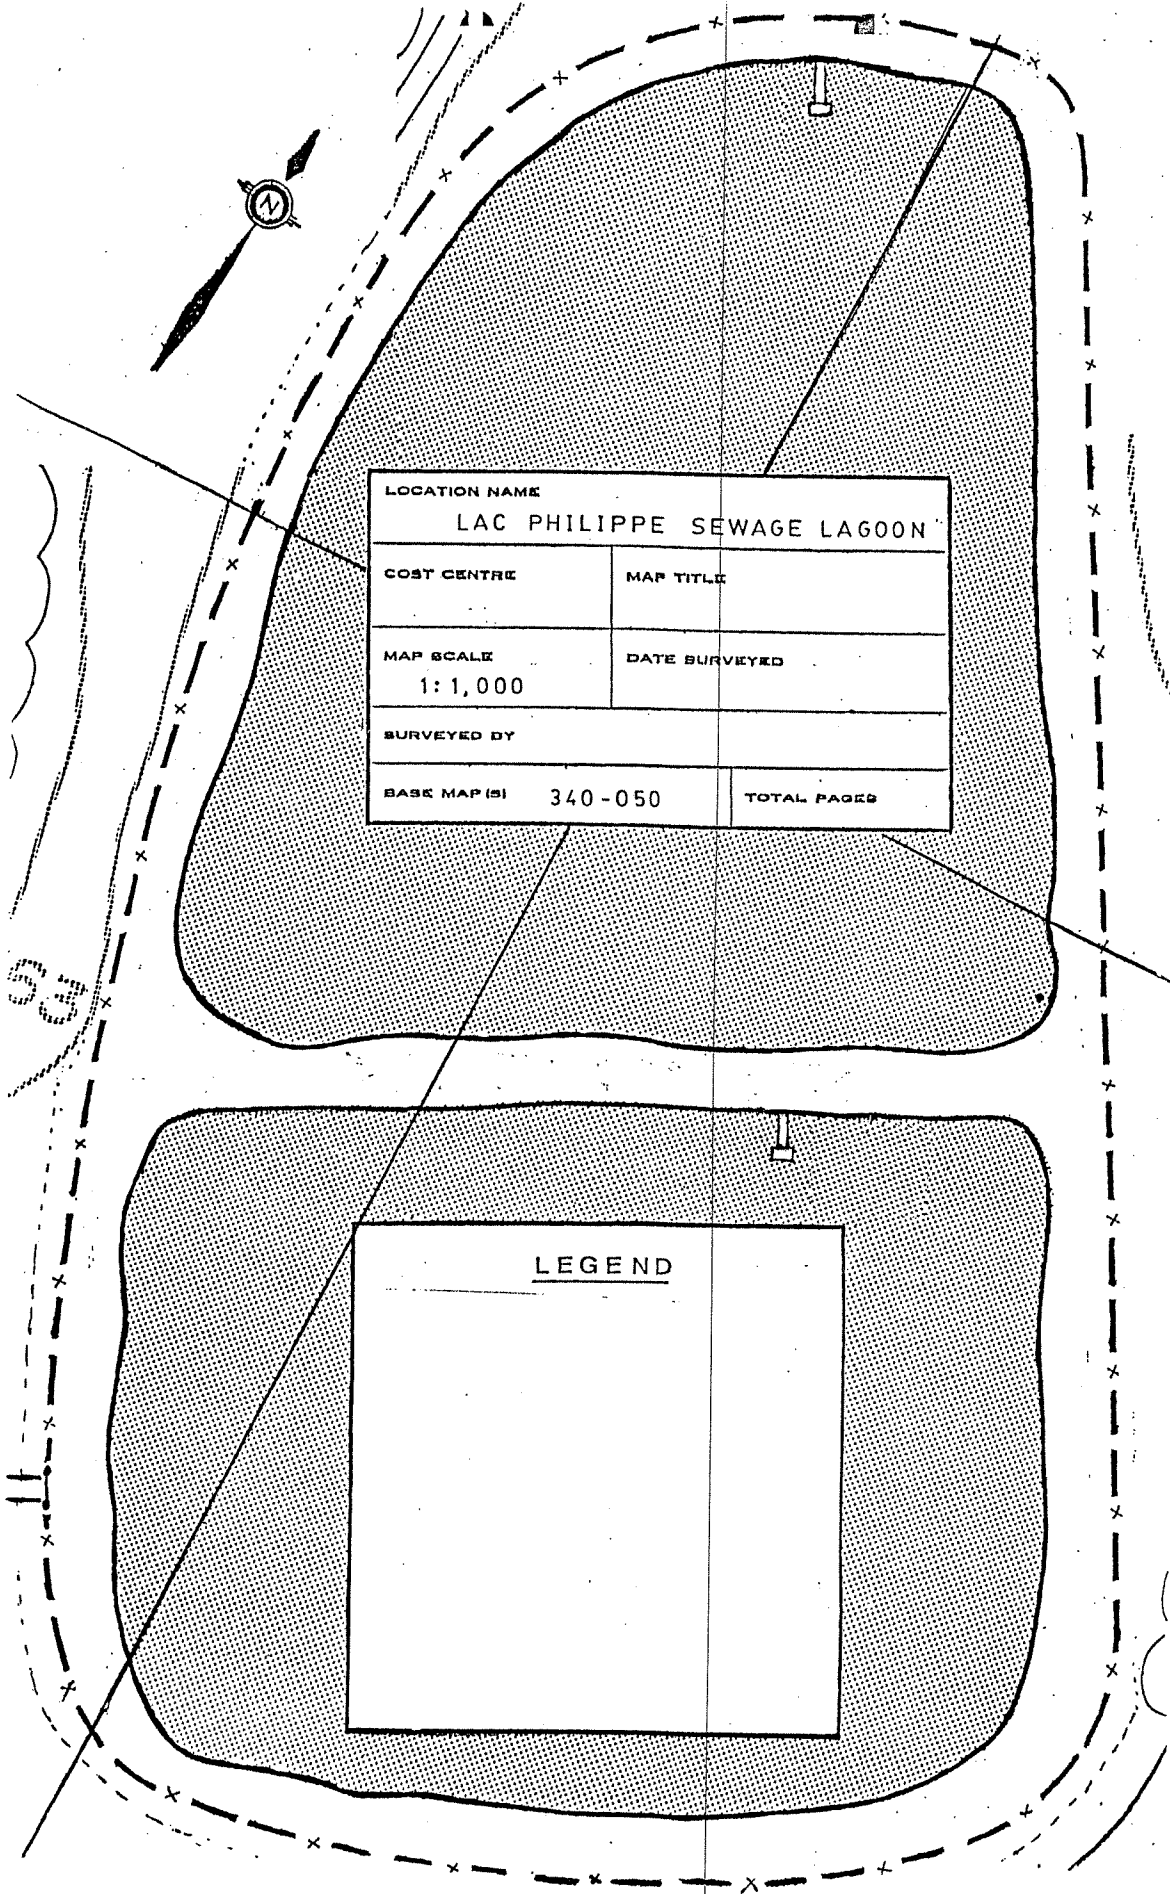 N
LOCATION NAME
LAC PHILIPPE SEWAGE LAGOON
COST CENTRE
MAP TITLE
MAP SCALE
1:1,000
DATE SURVEYED
SURVEYED BY
BASE MAP(S) 340-050
TOTAL PAGES
53
LEGEND